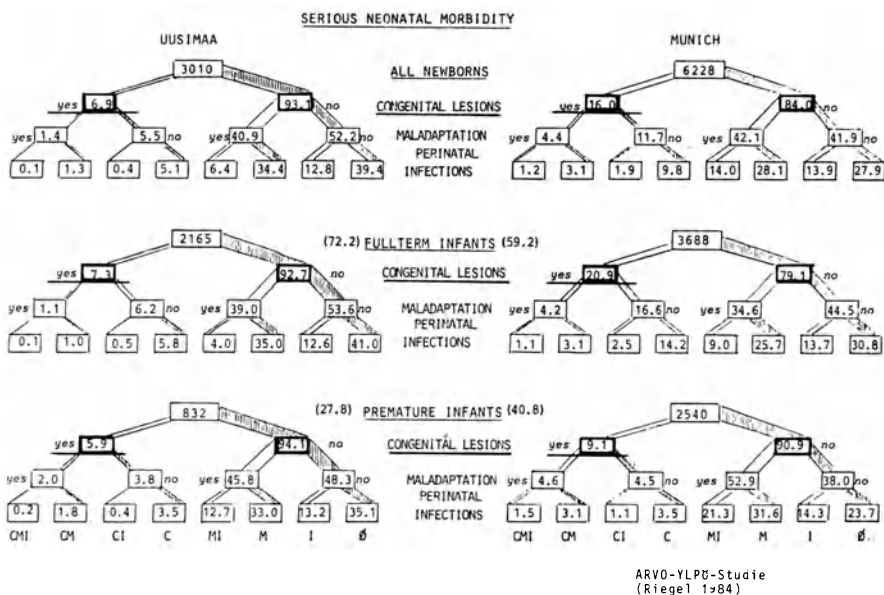 SERIOUS NEONATAL MORBIDITY
UUSIMAA MUNICH
3010 ALL NEWBORNS 6228
yes 6.9 93.1 no CONGENITAL LESIONS yes 16.0 84.0 no
yes 1.4 5.5 no yes 40.9 52.2 no MALADAPTATION yes 4.4 11.7 no yes 42.1 41.9 no
PERINATAL
0.1 1.3 0.4 5.1 6.4 34.4 12.8 39.4 INFECTIONS 1.2 3.1 1.9 9.8 14.0 28.1 13.9 27.9
2165 (72.2) FULLTERM INFANTS (59.2) 3688
yes 7.3 92.7 no CONGENITAL LESIONS yes 20.9 79.1 no
yes 1.1 6.2 no yes 39.0 53.6 no MALADAPTATION yes 4.2 16.6 no yes 34.6 44.5 no
PERINATAL
0.1 1.0 0.5 5.8 4.0 35.0 12.6 41.0 INFECTIONS 1.1 3.1 2.5 14.2 9.0 25.7 13.7 30.8
832 (27.8) PREMATURE INFANTS (40.8) 2540
yes 5.9 94.1 no CONGENITAL LESIONS yes 9.1 90.9 no
yes 2.0 3.8 no yes 45.8 48.3 no MALADAPTATION yes 4.6 4.5 no yes 52.9 38.0 no
PERINATAL
0.2 1.8 0.4 3.5 12.7 33.0 13.2 35.1 INFECTIONS 1.5 3.1 1.1 3.5 21.3 31.6 14.3 23.7
CMI CM CI C MI M I Ø CMI CM CI C MI M I Ø
ARVO-YLPÖ-Studie
(Riegel 1984)